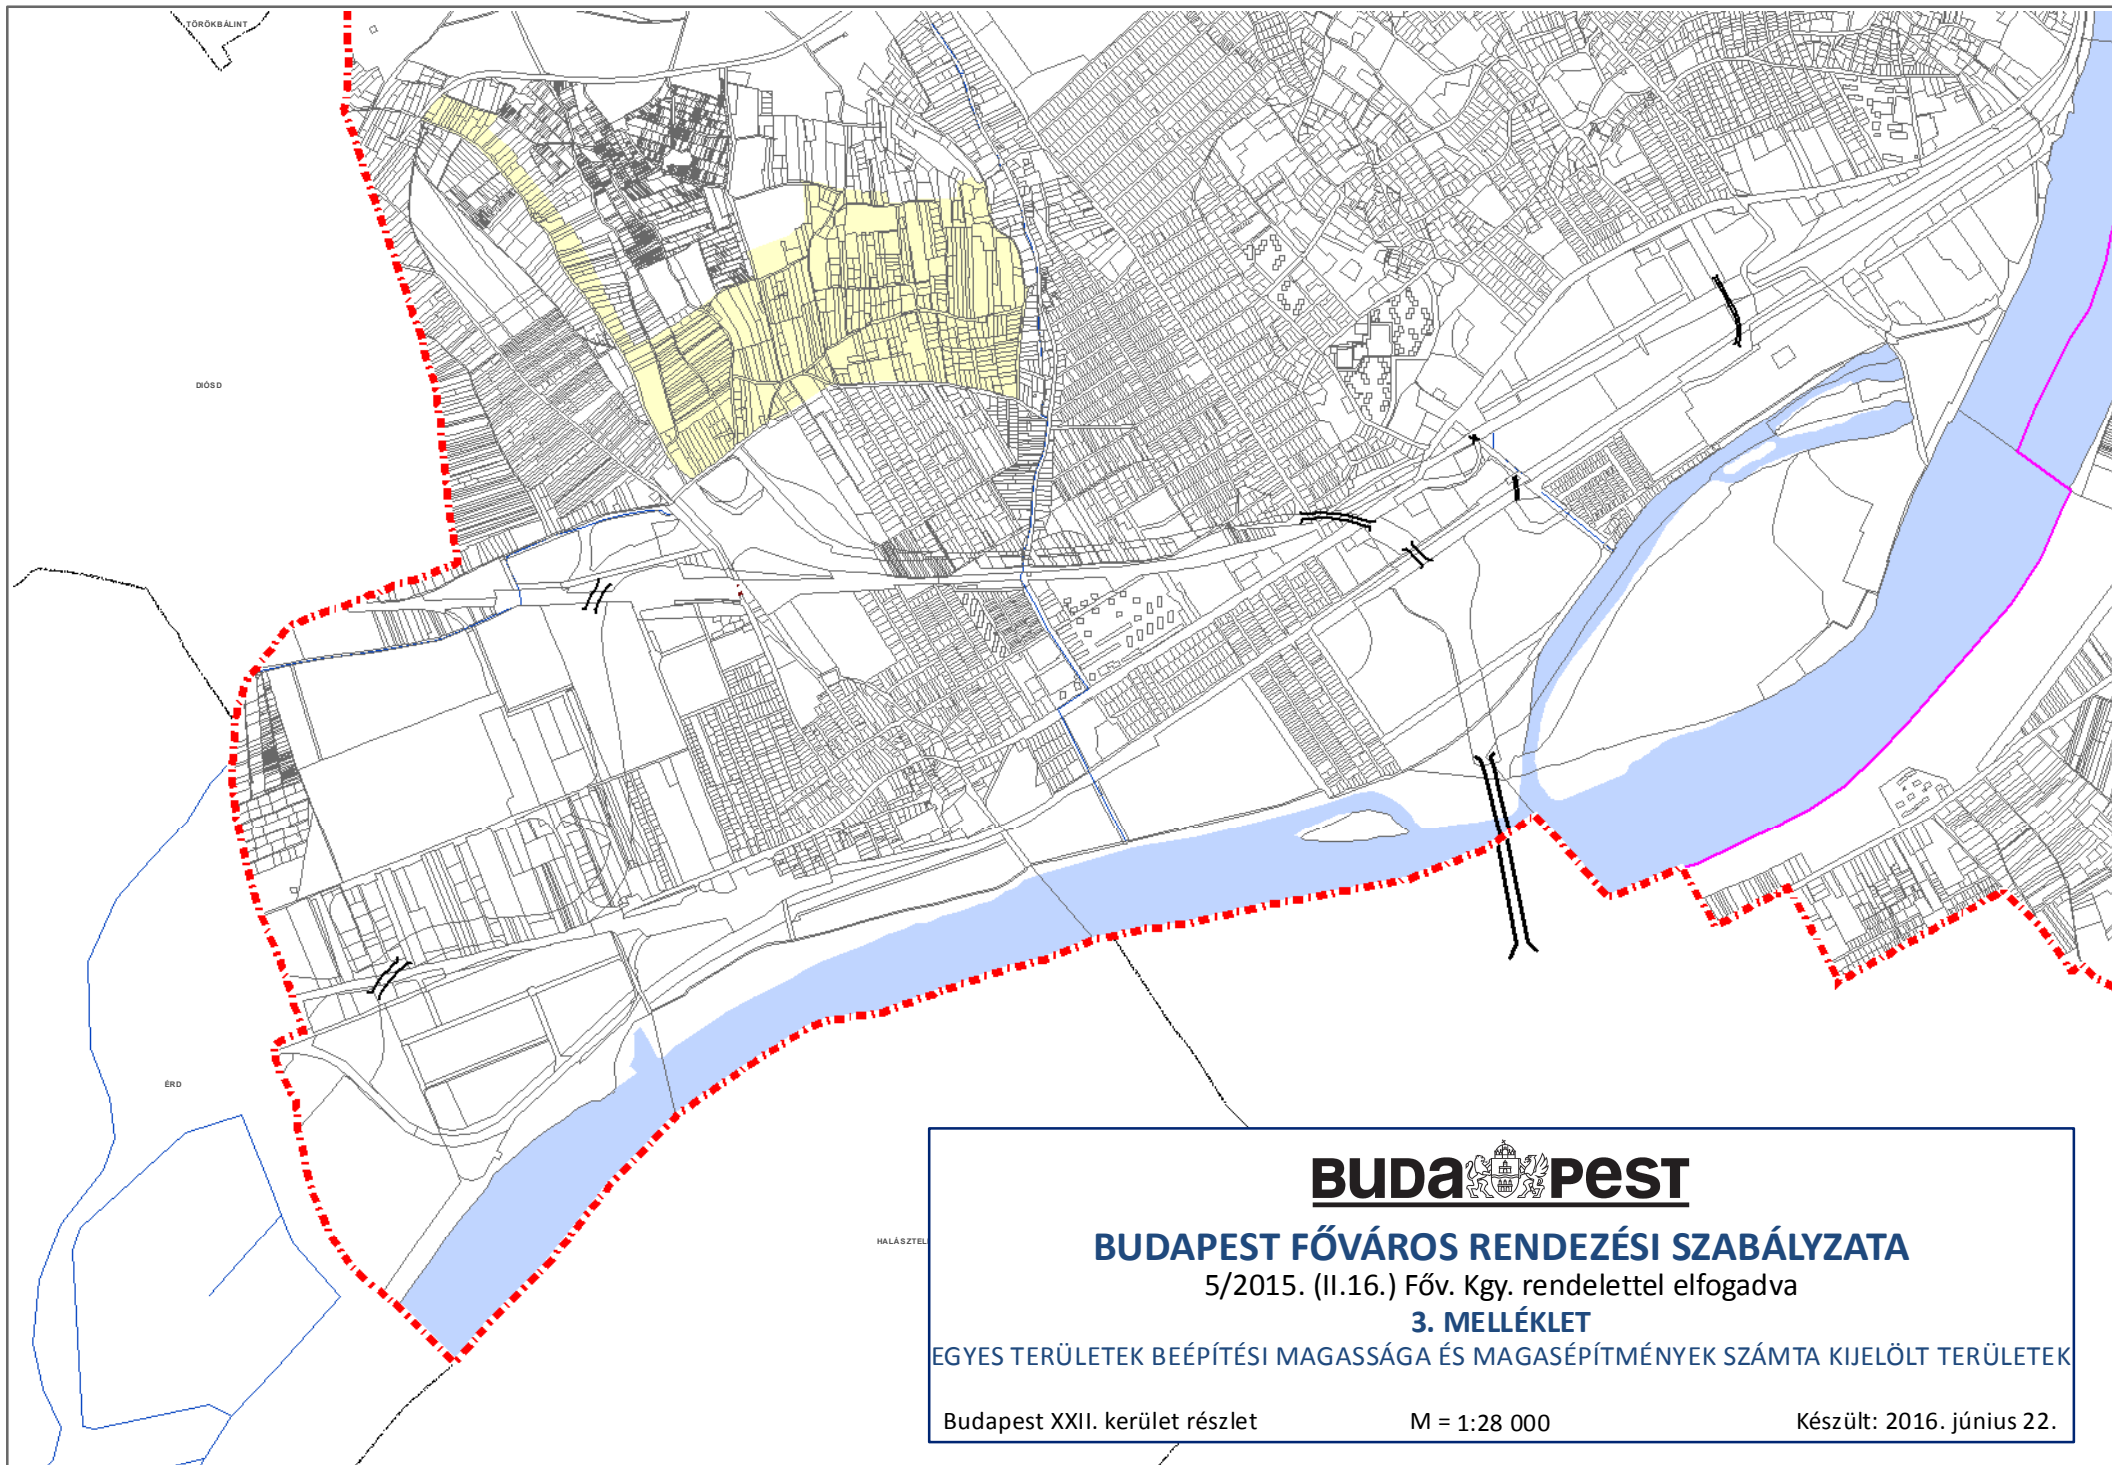 TÖRÖKBÁLINT
DIÓSD
ÉRD
HALÁSZTEL
BUDAPEST
BUDAPEST FŐVÁROS RENDEZÉSI SZABÁLYZATA
5/2015. (II.16.) Főv. Kgy. rendelettel elfogadva
3. MELLÉKLET
EGYES TERÜLETEK BEÉPÍTÉSI MAGASSÁGA ÉS MAGASÉPÍTMÉNYEK SZÁMTA KIJELÖLT TERÜLETEK
Budapest XXII. kerület részlet M = 1:28 000 Készült: 2016. június 22.